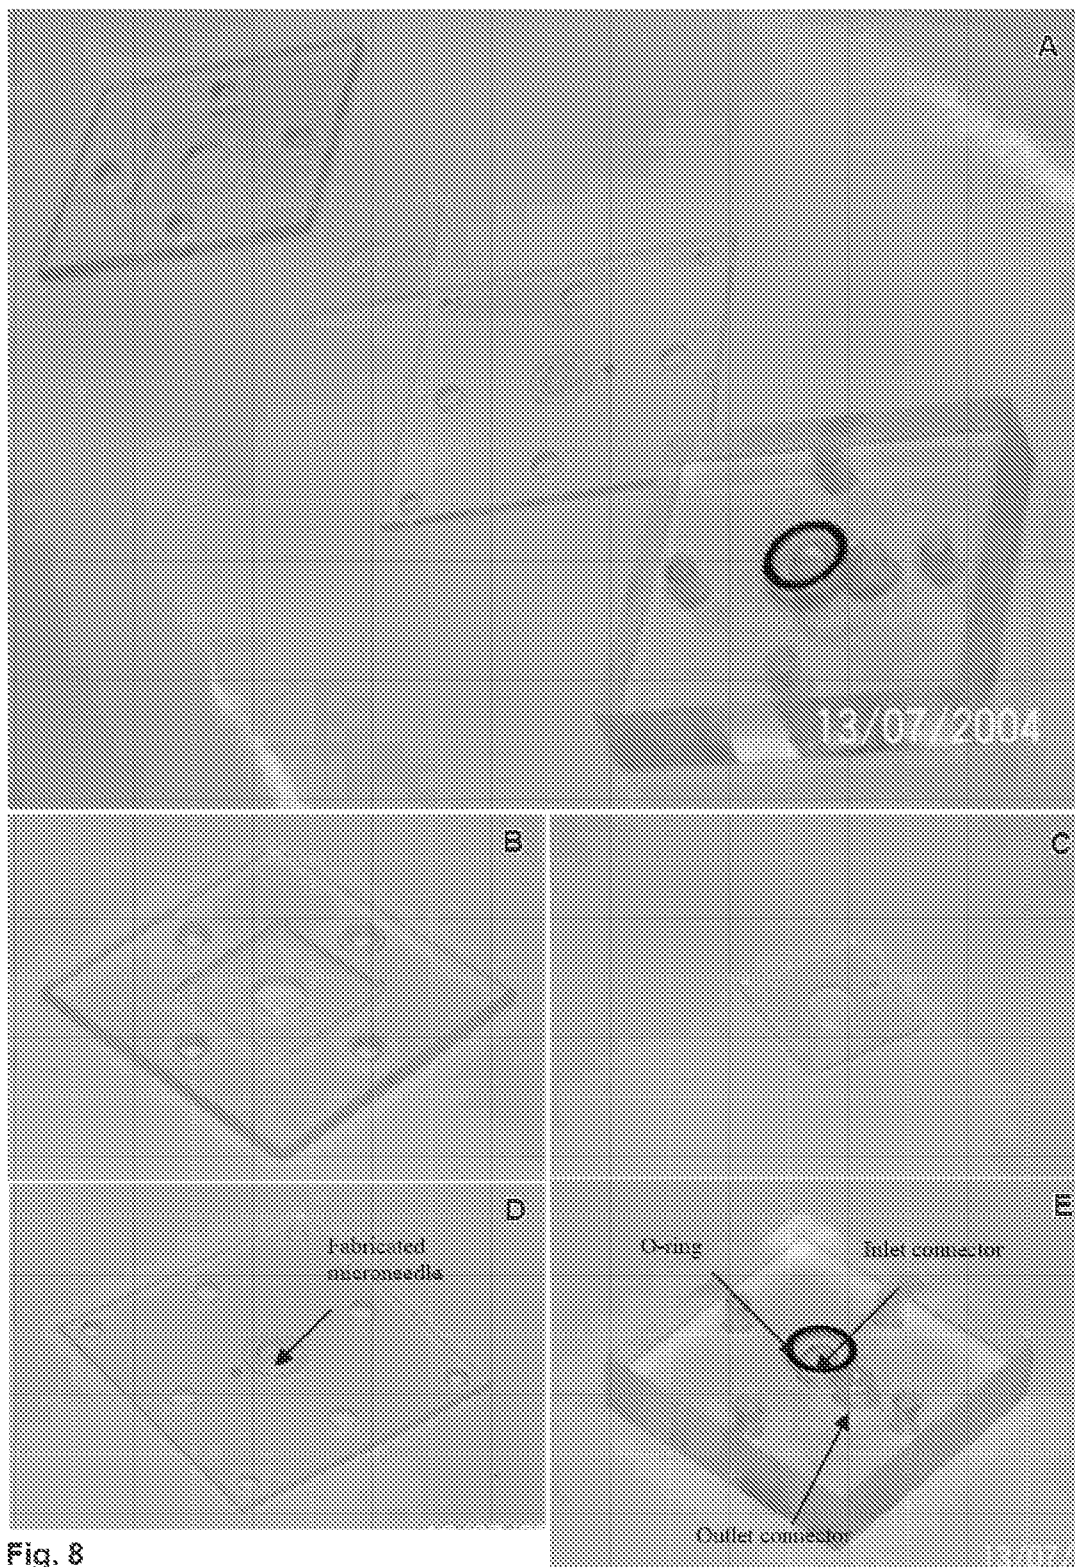 A
13/07/2004
B
C
D
Fabricated
microneedle
E
O-ring
Inlet connector
Outlet connector
Fig. 8